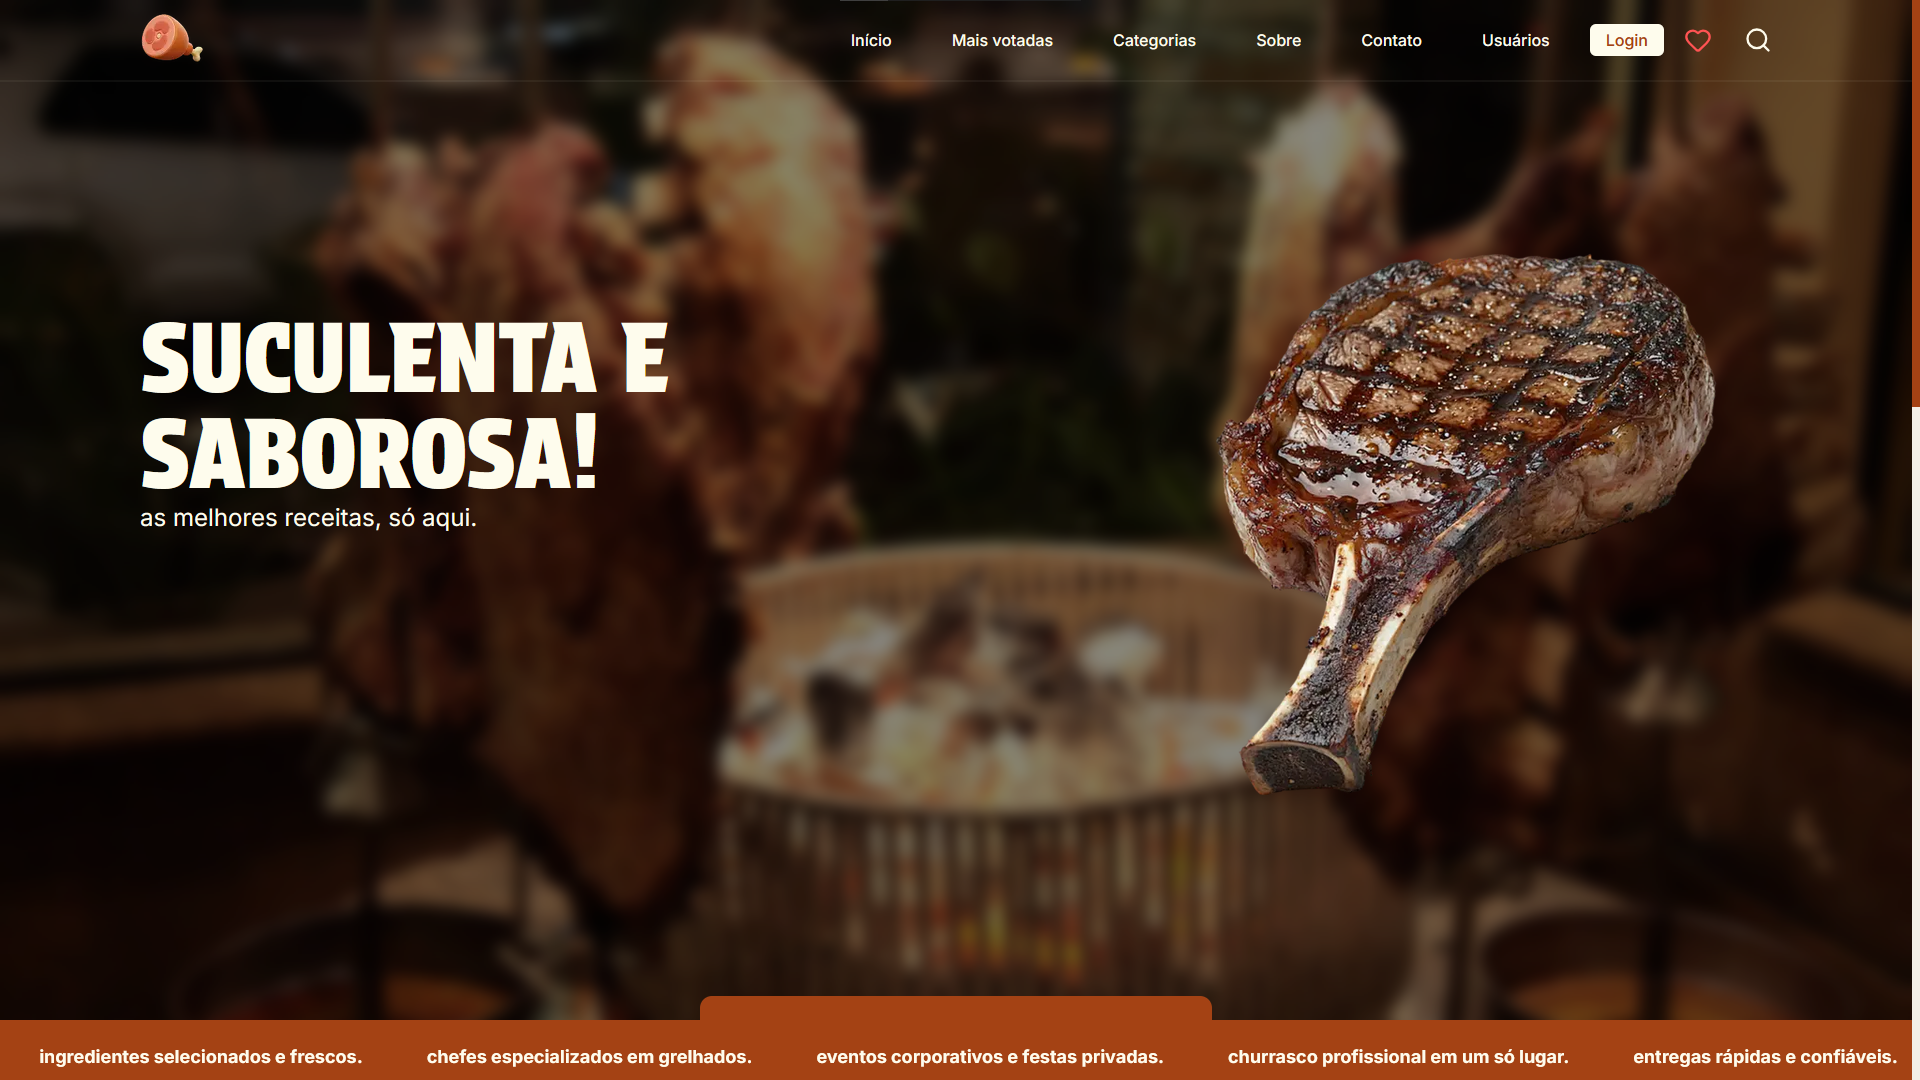 Início
Mais votadas
Categorias
Sobre
Contato
Usuários
Login
SUCULENTA E
SABOROSA!
as melhores receitas, só aqui.
ingredientes selecionados e frescos.
chefes especializados em grelhados.
eventos corporativos e festas privadas.
churrasco profissional em um só lugar.
entregas rápidas e confiáveis.